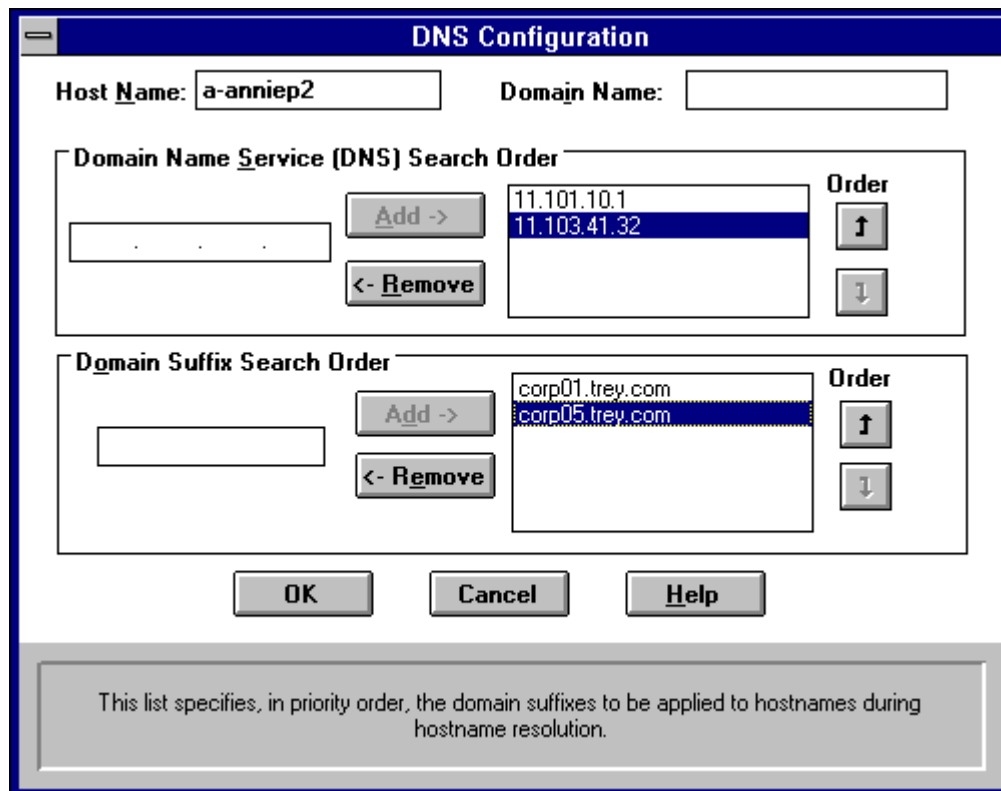 DNS Configuration
Host Name: a-anniep2 Domain Name:
Domain Name Service (DNS) Search Order
Order
Add ->
. . .
<- Remove
11.101.10.1
11.103.41.32
Domain Suffix Search Order
Order
Add ->
<- Remove
corp01.trey.com
corp05.trey.com
OK Cancel Help
This list specifies, in priority order, the domain suffixes to be applied to hostnames during
hostname resolution.